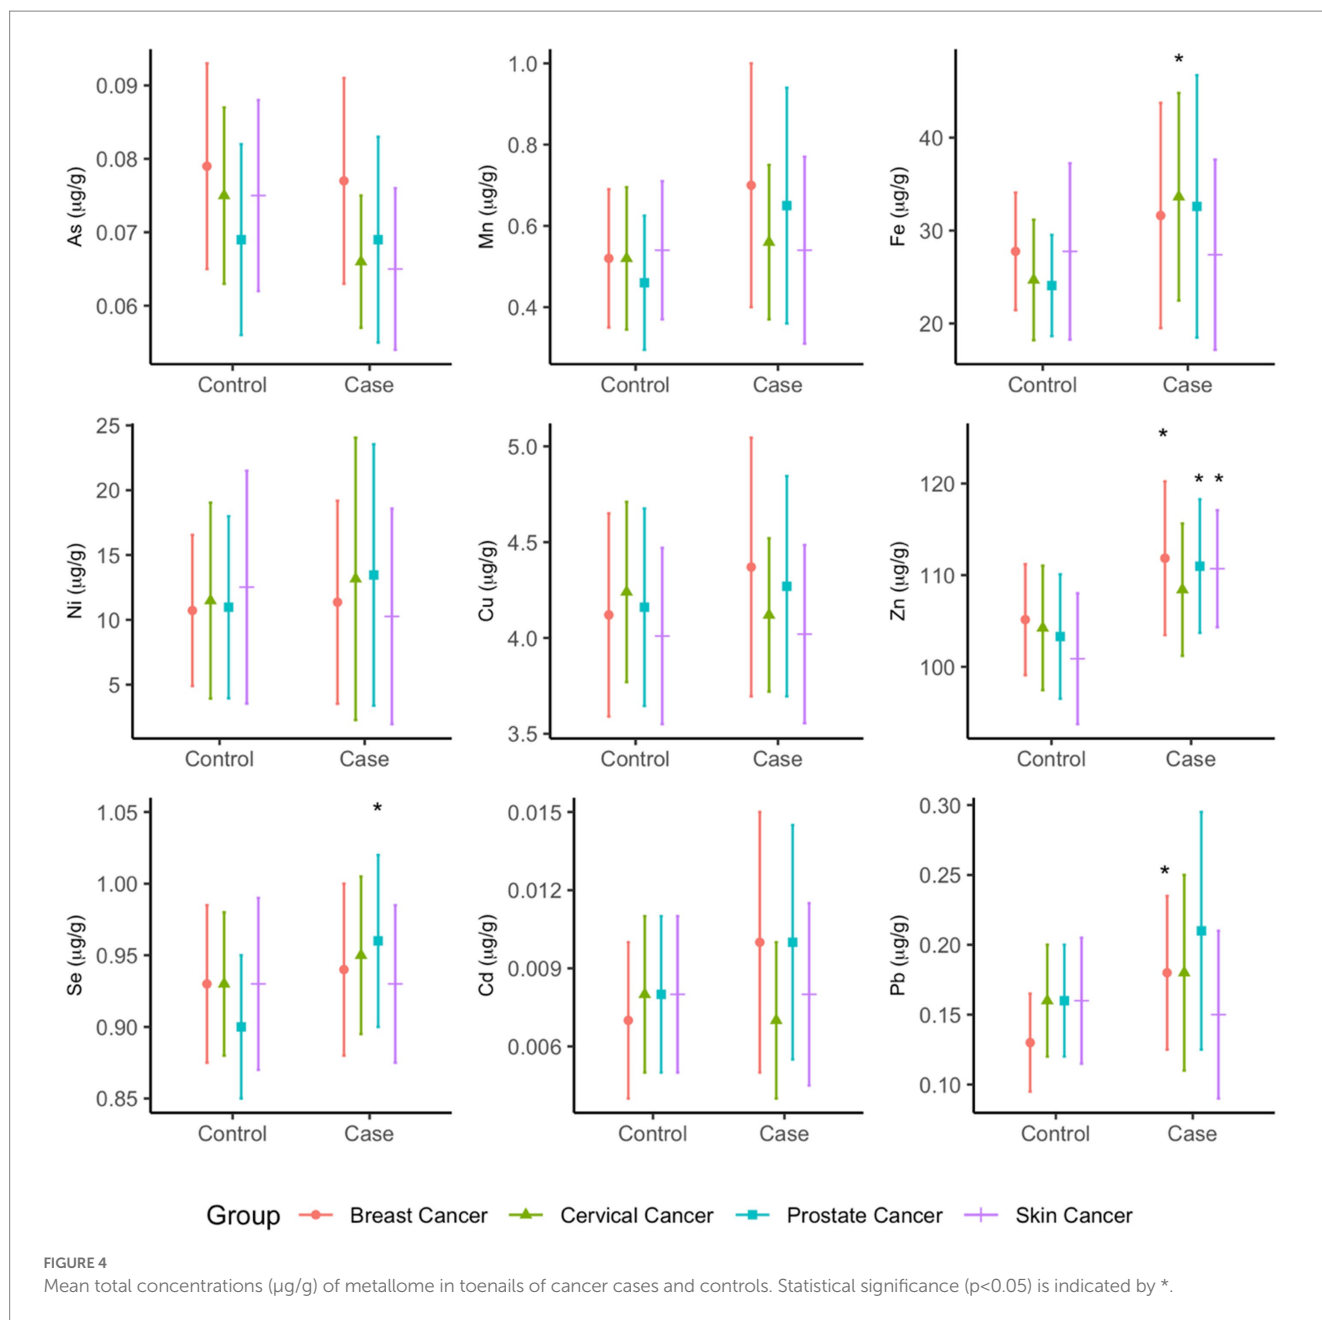 As (µg/g)
0.09
0.08
0.07
0.06
Control Case
Mn (µg/g)
1.0
0.8
0.6
0.4
Control Case
Fe (µg/g)
40
30
20
*
Control Case
Ni (µg/g)
25
20
15
10
5
Control Case
Cu (µg/g)
5.0
4.5
4.0
3.5
Control Case
Zn (µg/g)
120
110
100
*
* *
Control Case
Se (µg/g)
1.05
1.00
0.95
0.90
0.85
*
Control Case
Cd (µg/g)
0.015
0.012
0.009
0.006
Control Case
Pb (µg/g)
0.30
0.25
0.20
0.15
0.10
*
Control Case
Group Breast Cancer Cervical Cancer Prostate Cancer Skin Cancer
FIGURE 4
Mean total concentrations (µg/g) of metallome in toenails of cancer cases and controls. Statistical significance (p<0.05) is indicated by *.